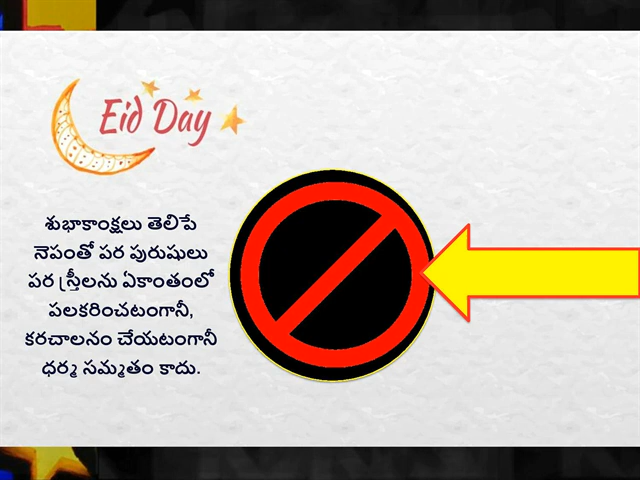 Eid Day
శుభాకాంక్షలు తెలిపే
నెపంతో పర పురుషులు
పర స్త్రీలను ఏకాంతంలో
పలకరించటంగానీ,
కరచాలనం చేయటంగానీ
ధర్మ సమ్మతం కాదు.